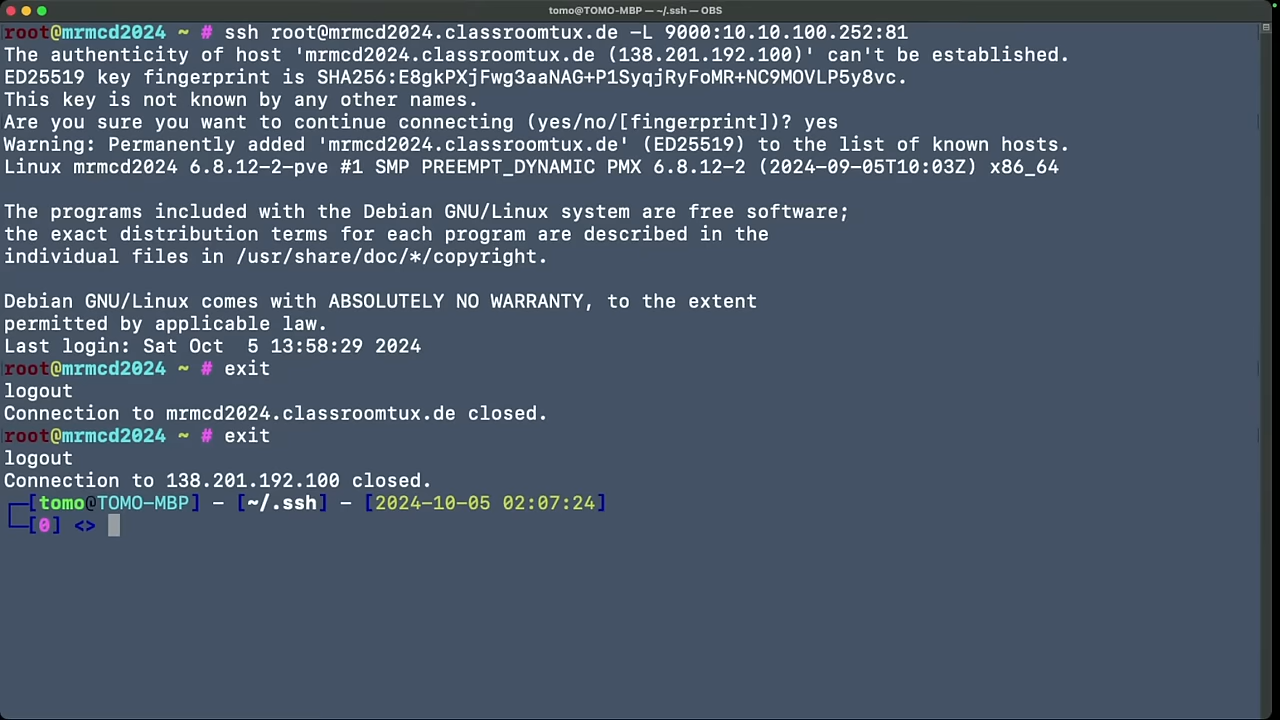 tomo@TOMO-MBP — ~/.ssh — OBS
root@mrmcd2024 ~ # ssh root@mrmcd2024.classroomtux.de -L 9000:10.10.100.252:81
The authenticity of host 'mrmcd2024.classroomtux.de (138.201.192.100)' can't be established.
ED25519 key fingerprint is SHA256:E8gkPXjFwg3aaNAG+P1SyqjRyFoMR+NC9MOVLP5y8vc.
This key is not known by any other names.
Are you sure you want to continue connecting (yes/no/[fingerprint])? yes
Warning: Permanently added 'mrmcd2024.classroomtux.de' (ED25519) to the list of known hosts.
Linux mrmcd2024 6.8.12-2-pve #1 SMP PREEMPT_DYNAMIC PMX 6.8.12-2 (2024-09-05T10:03Z) x86_64
The programs included with the Debian GNU/Linux system are free software;
the exact distribution terms for each program are described in the
individual files in /usr/share/doc/*/copyright.
Debian GNU/Linux comes with ABSOLUTELY NO WARRANTY, to the extent
permitted by applicable law.
Last login: Sat Oct  5 13:58:29 2024
root@mrmcd2024 ~ # exit
logout
Connection to mrmcd2024.classroomtux.de closed.
root@mrmcd2024 ~ # exit
logout
Connection to 138.201.192.100 closed.
┌─[tomo@TOMO-MBP] – [~/.ssh] – [2024-10-05 02:07:24]
└─[0] <>